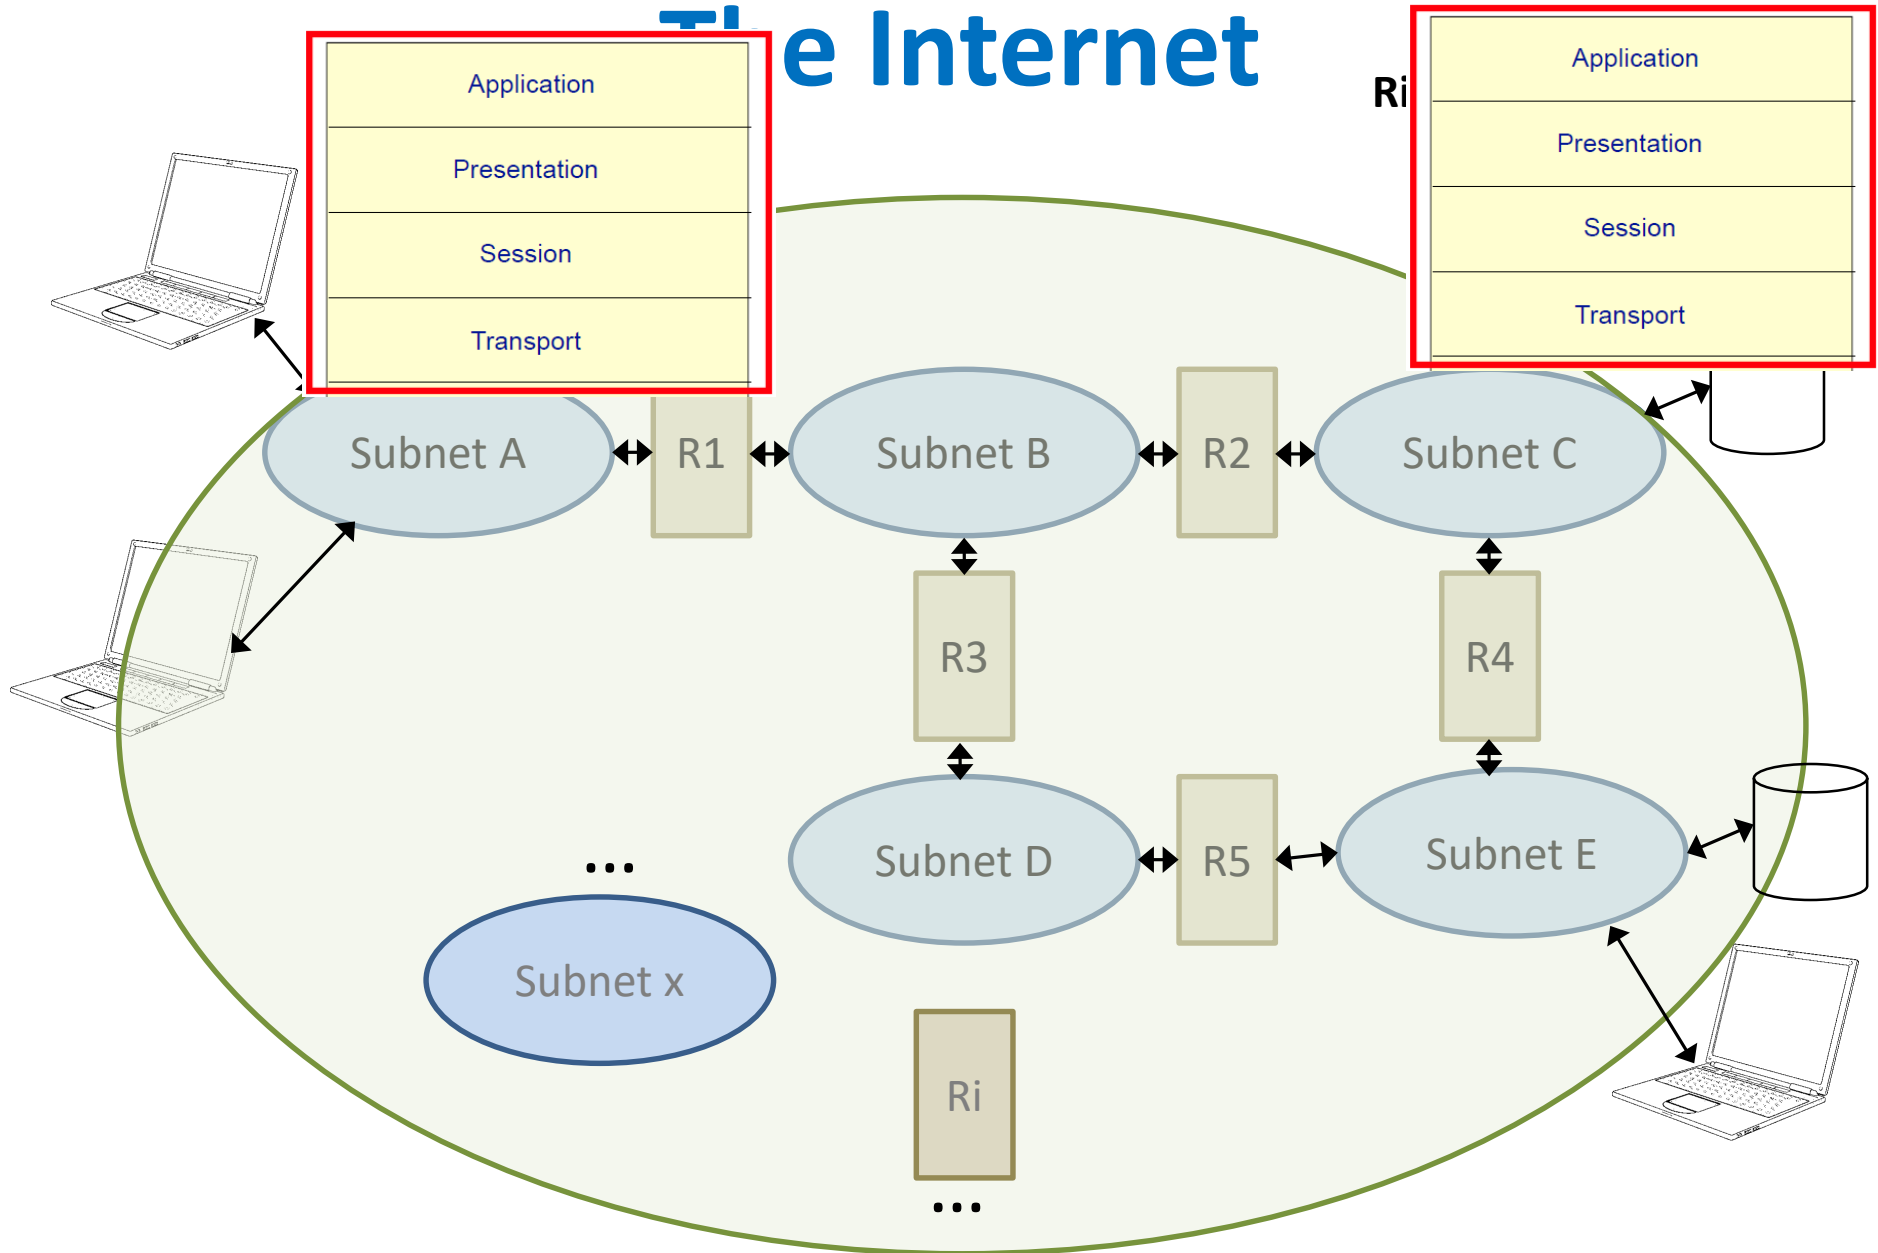 The Internet
Ri
Application
Presentation
Session
Transport
Application
Presentation
Session
Transport
Subnet A
R1
Subnet B
R2
Subnet C
R3
R4
Subnet D
R5
Subnet E
...
Subnet x
Ri
...